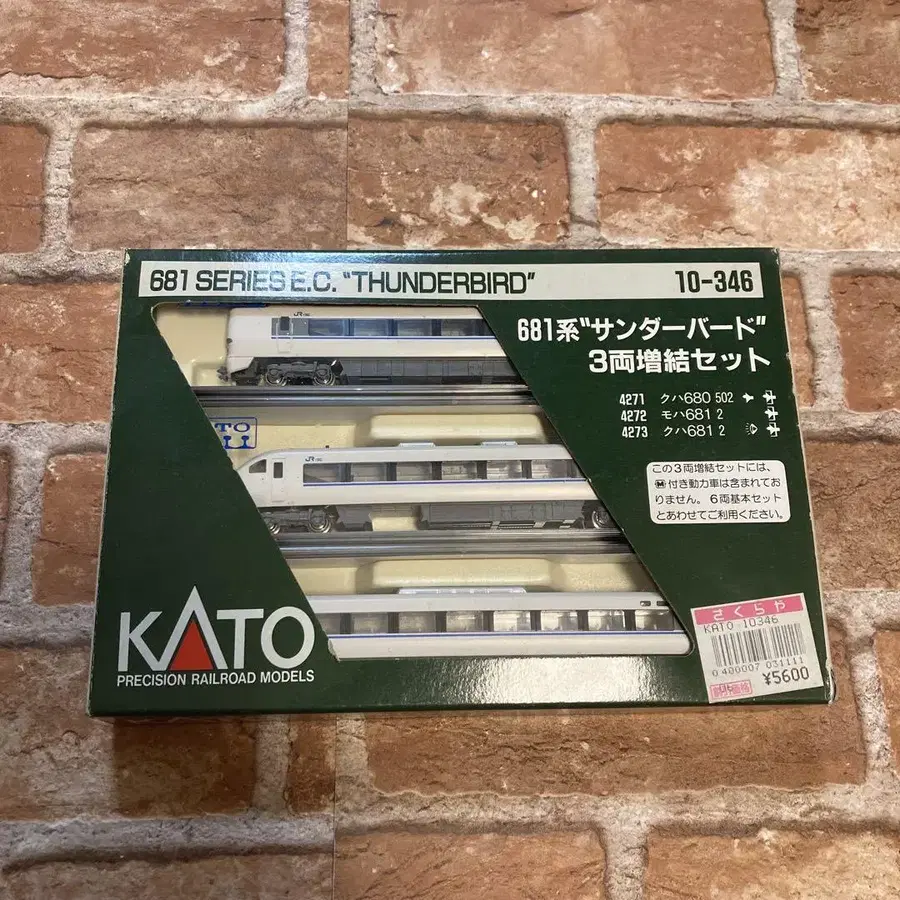 681 SERIES E.C. "THUNDERBIRD"
10-346
681系"サンダーバード"
3両増結セット
4271 クハ680 502
4272 モハ681 2
4273 クハ681 2
この3両増結セットには、
Ⓜ付き動力車は含まれてお
りません。6両基本セット
とあわせてご利用ください。
JR
JR
KATO
PRECISION RAILROAD MODELS
さくらや
KATO 10346
0 400007 031111
¥5600